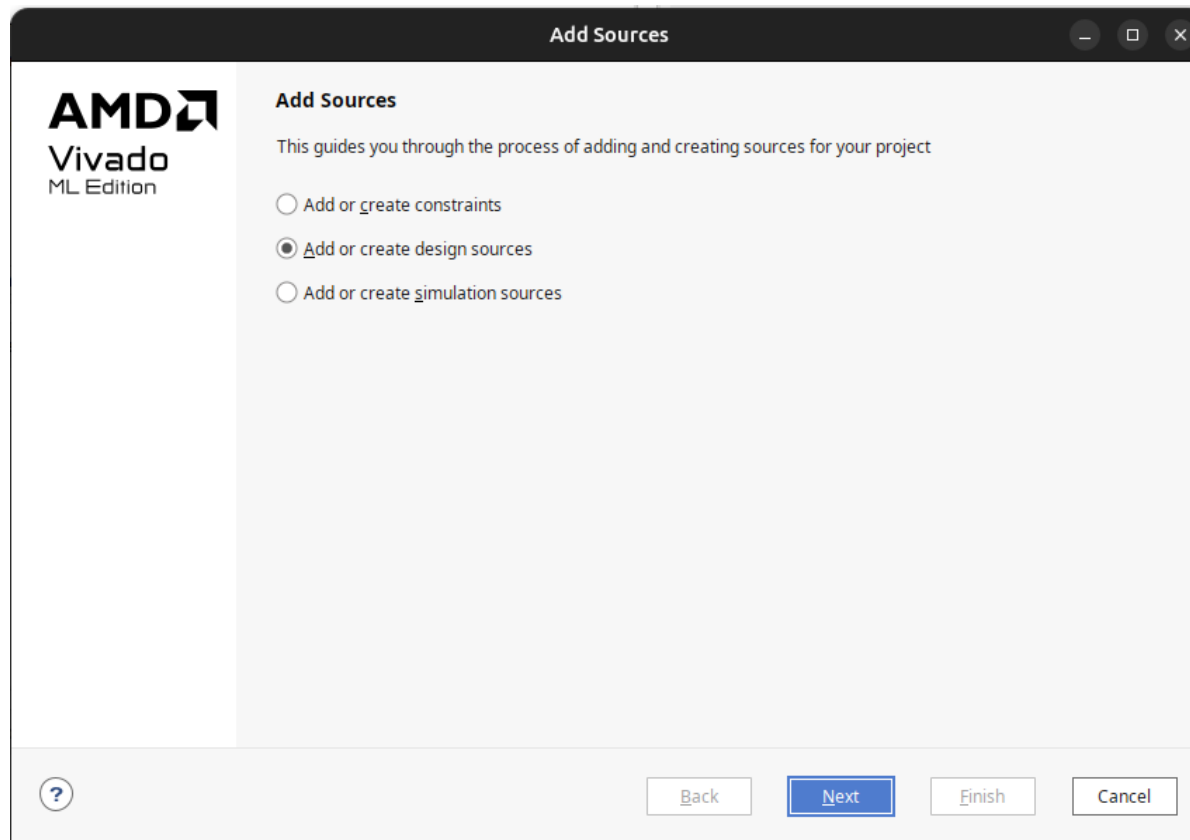 Add Sources
AMD
Vivado
ML Edition
Add Sources
This guides you through the process of adding and creating sources for your project
Add or create constraints
Add or create design sources
Add or create simulation sources
?
Back
Next
Finish
Cancel